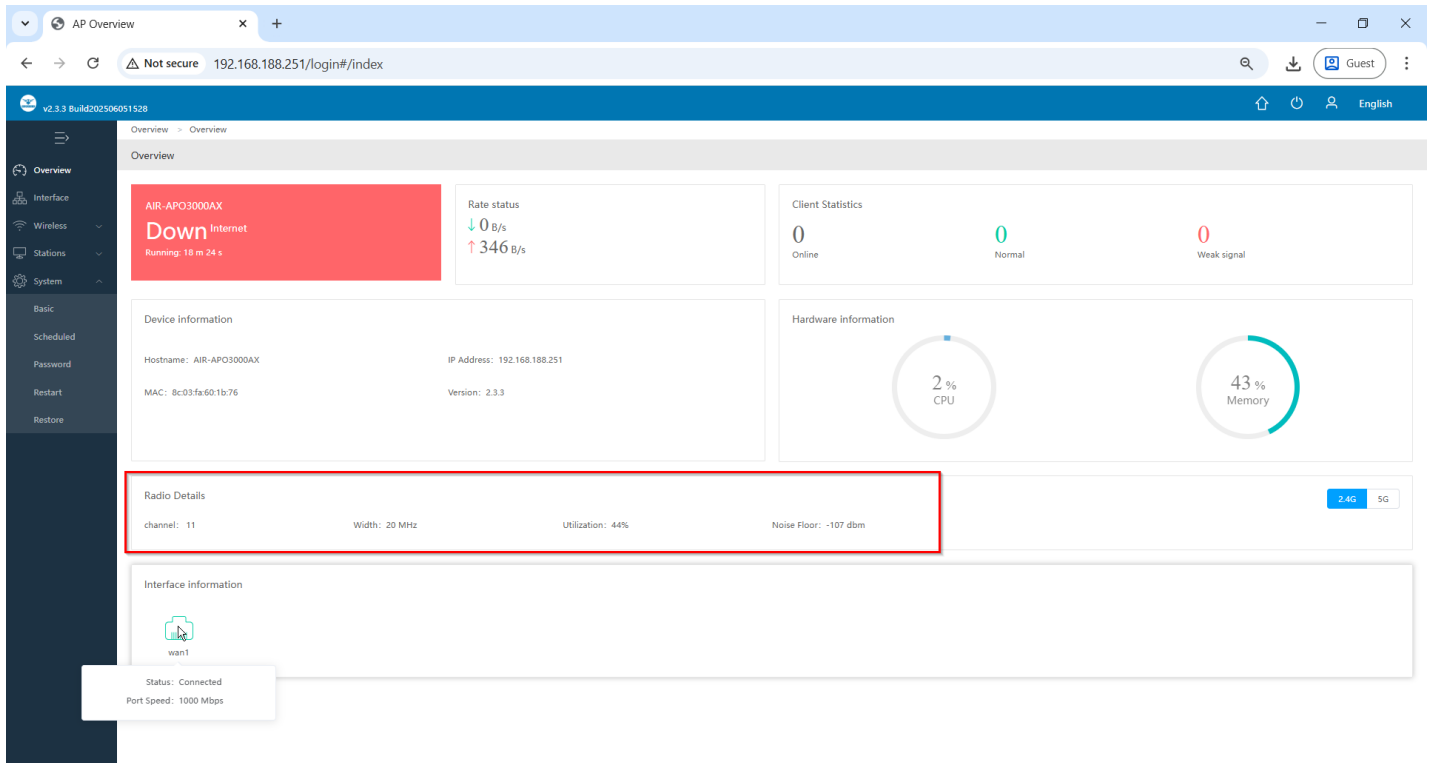 AP Overview
Not secure 192.168.188.251/login#/index
Guest
v2.3.3 Build202506051528
English
Overview > Overview
Overview
Overview
Interface
Wireless
Stations
System
Basic
Scheduled
Password
Restart
Restore
AIR-APO3000AX
Down Internet
Running: 18 m 24 s
Rate status
↓ 0 B/s
↑ 346 B/s
Client Statistics
0 0 0
Online Normal Weak signal
Device information
Hostname: AIR-APO3000AX IP Address: 192.168.188.251
MAC: 8c:03:fa:60:1b:76 Version: 2.3.3
Hardware information
2 %
CPU
43 %
Memory
Radio Details
2.4G 5G
channel: 11 Width: 20 MHz Utilization: 44% Noise Floor: -107 dbm
Interface information
wan1
Status: Connected
Port Speed: 1000 Mbps